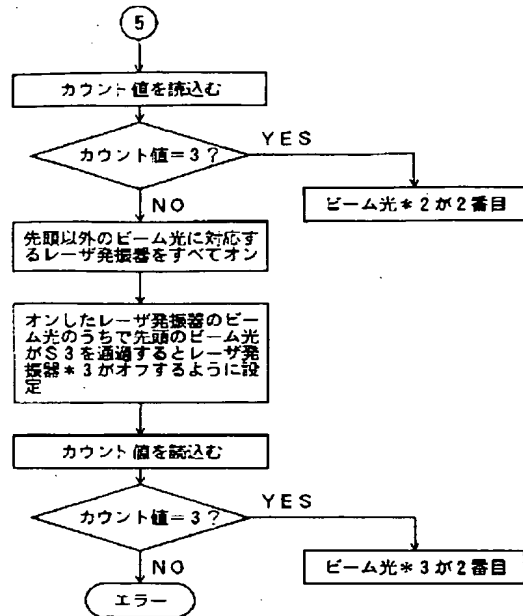 5
カウント値を読込む
カウント値=3?
YES
NO
ビーム光*2が2番目
先頭以外のビーム光に対応す
るレーザ発振器をすべてオン
オンしたレーザ発振器のビー
ム光のうちで先頭のビーム光
がS3を通過するとレーザ発
振器*3がオフするように設
定
カウント値を読込む
カウント値=3?
YES
NO
ビーム光*3が2番目
エラー